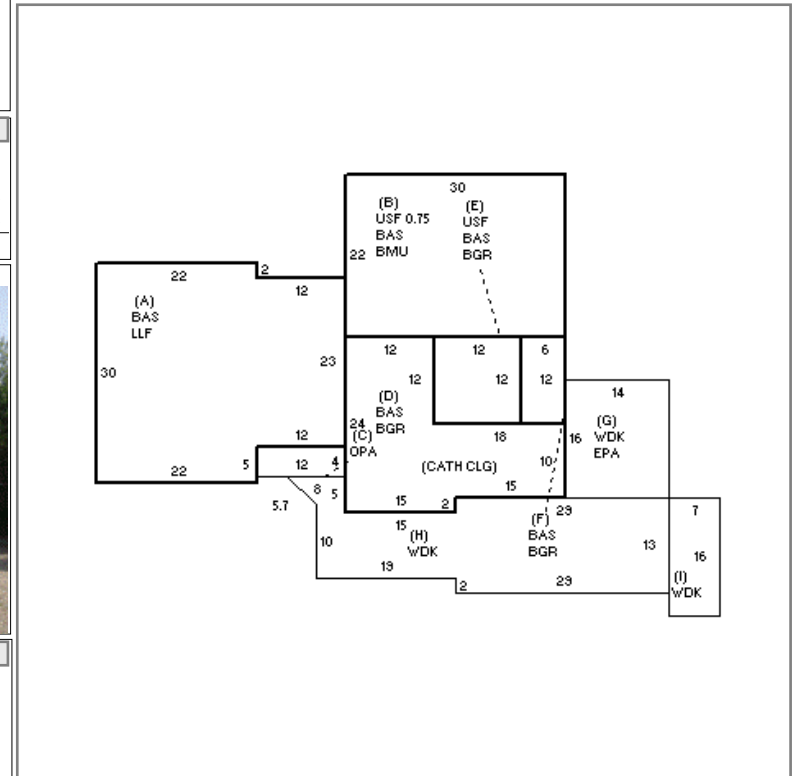 30
(B)
USF 0.75
BAS
BMU
(E)
USF
BAS
BGR
22
22
2
12
(A)
BAS
LLF
30
23
12
12
6
12
12
12
14
(D)
BAS
BGR
24
(C)
OPA
(G)
WDK
EPA
16
12
18
(CATH CLG)
10
5
12
4
22
8
5
15
2
15
5.7
15
29
7
(H)
WDK
(F)
BAS
BGR
10
13
16
19
2
29
(I)
WDK